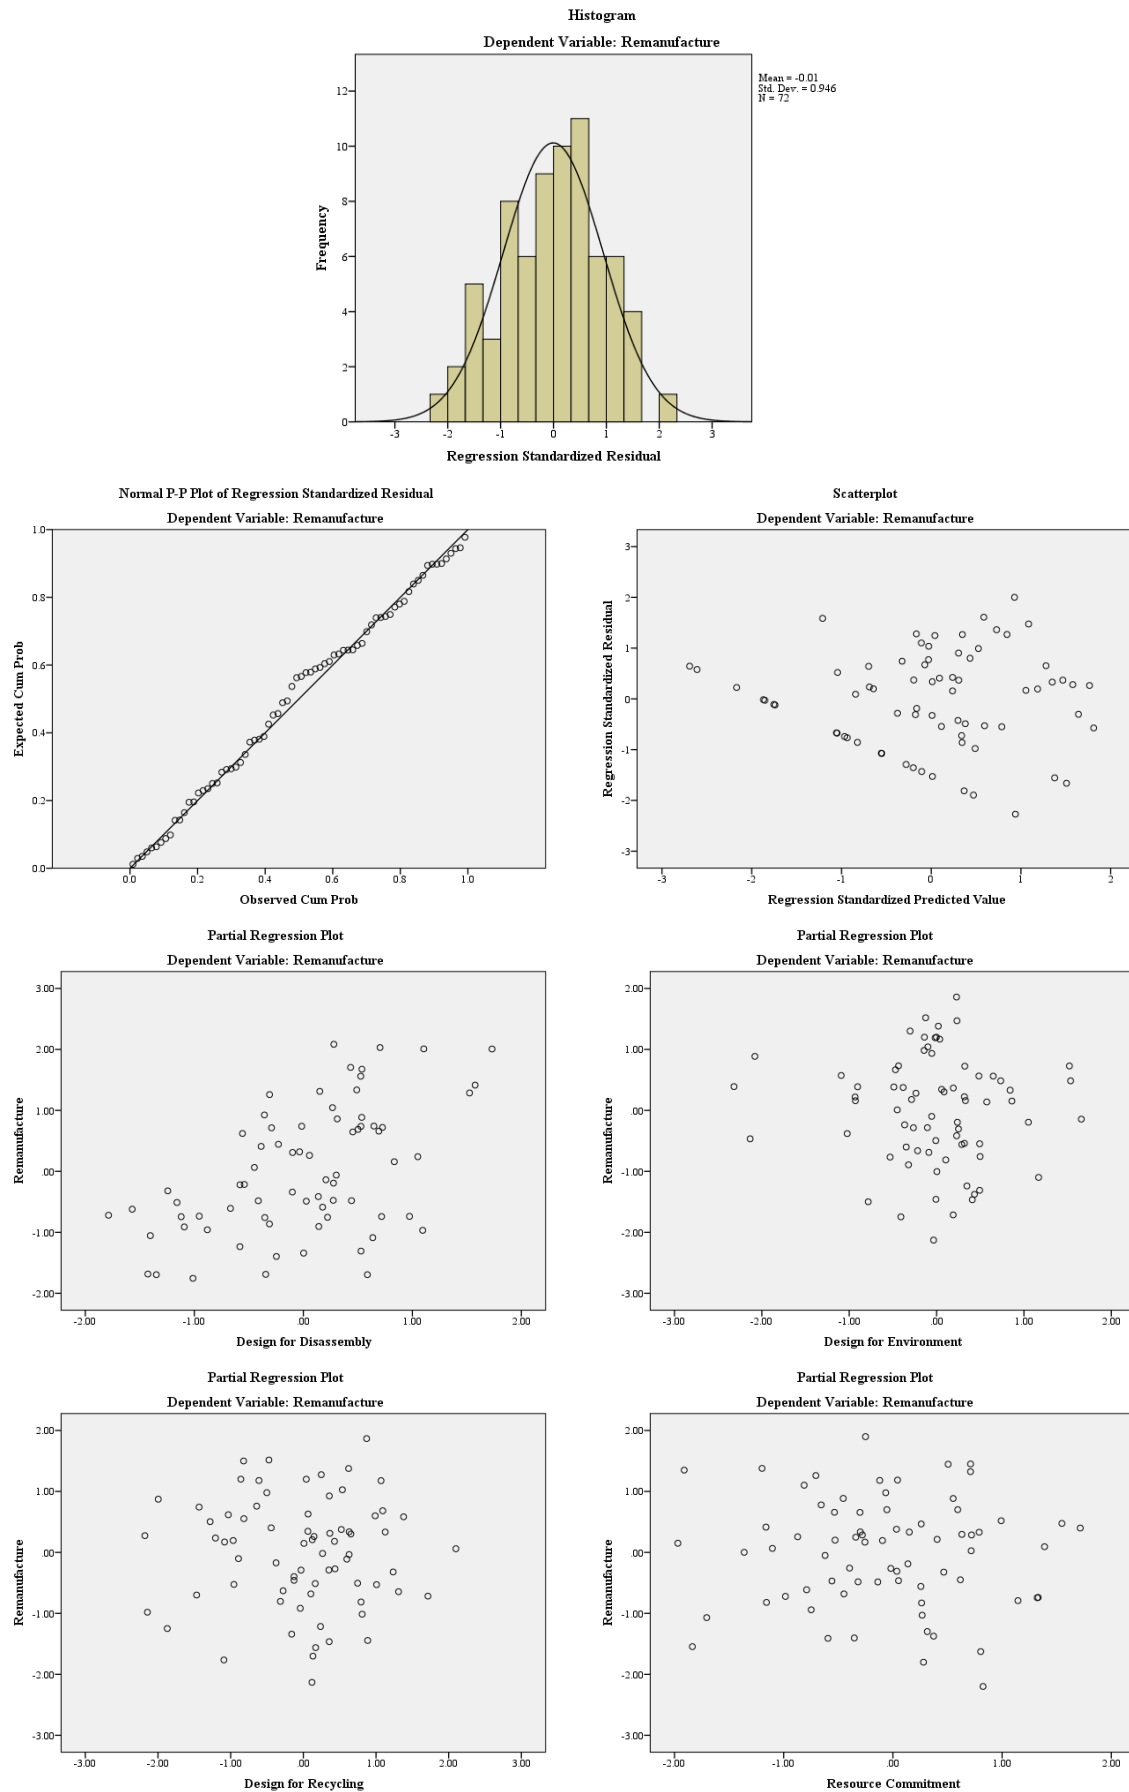 Histogram
Dependent Variable: Remanufacture
Mean = -0.01
Std. Dev. = 0.946
N = 72
12
10
8
6
4
2
0
Frequency
-3 -2 -1 0 1 2 3
Regression Standardized Residual
Normal P-P Plot of Regression Standardized Residual
Dependent Variable: Remanufacture
1.0
0.8
0.6
0.4
0.2
0.0
Expected Cum Prob
0.0 0.2 0.4 0.6 0.8 1.0
Observed Cum Prob
Scatterplot
Dependent Variable: Remanufacture
3
2
1
0
-1
-2
-3
Regression Standardized Residual
-3 -2 -1 0 1 2
Regression Standardized Predicted Value
Partial Regression Plot
Dependent Variable: Remanufacture
3.00
2.00
1.00
.00
-1.00
-2.00
Remanufacture
-2.00 -1.00 .00 1.00 2.00
Design for Disassembly
Partial Regression Plot
Dependent Variable: Remanufacture
2.00
1.00
.00
-1.00
-2.00
-3.00
Remanufacture
-3.00 -2.00 -1.00 .00 1.00 2.00
Design for Environment
Partial Regression Plot
Dependent Variable: Remanufacture
2.00
1.00
.00
-1.00
-2.00
-3.00
Remanufacture
-3.00 -2.00 -1.00 .00 1.00 2.00 3.00
Design for Recycling
Partial Regression Plot
Dependent Variable: Remanufacture
2.00
1.00
.00
-1.00
-2.00
-3.00
Remanufacture
-2.00 -1.00 .00 1.00 2.00
Resource Commitment